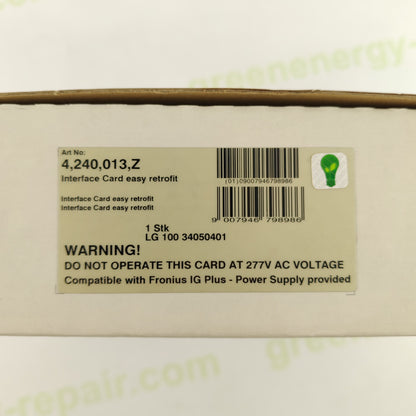 greenenergy-
Art No:
4,240,013,Z
Interface Card easy retrofit
(01)09007946798986
Interface Card easy retrofit
Interface Card easy retrofit
9 007946 798986
1 Stk
LG 100 34050401
WARNING!
DO NOT OPERATE THIS CARD AT 277V AC VOLTAGE
Compatible with Fronius IG Plus - Power Supply provided
green
-repair.com